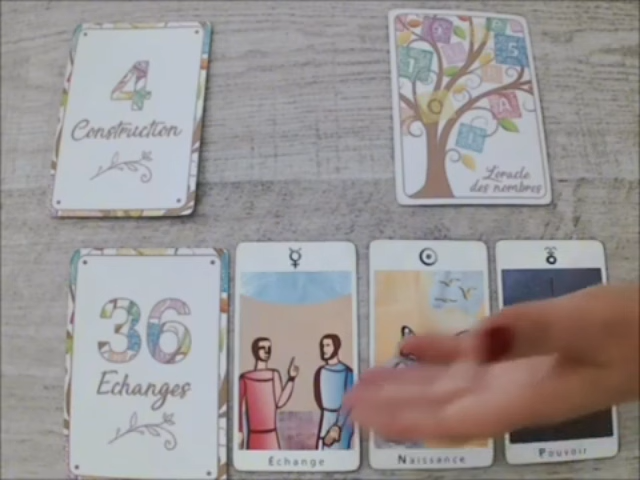 4
Construction
L'oracle
des nombres
36
Echanges
Échange
Naissance
Pouvoir